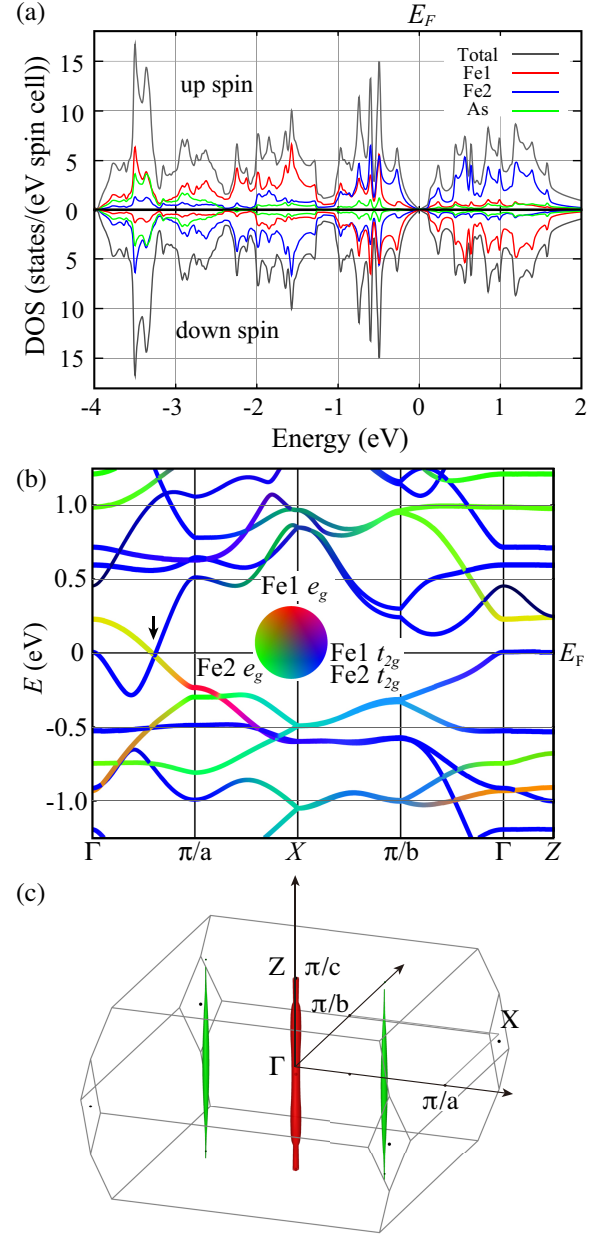 (a)
E_F
DOS (states/(eV spin cell))
15
10
5
0
5
10
15
up spin
down spin
Total
Fe1
Fe2
As
-4 -3 -2 -1 0 1 2
Energy (eV)
(b)
E (eV)
1.0
0.5
0
-0.5
-1.0
Fe1 e_g
Fe2 e_g
Fe1 t_2g
Fe2 t_2g
E_F
Γ π/a X π/b Γ Z
(c)
Z π/c
π/b
X
Γ
π/a